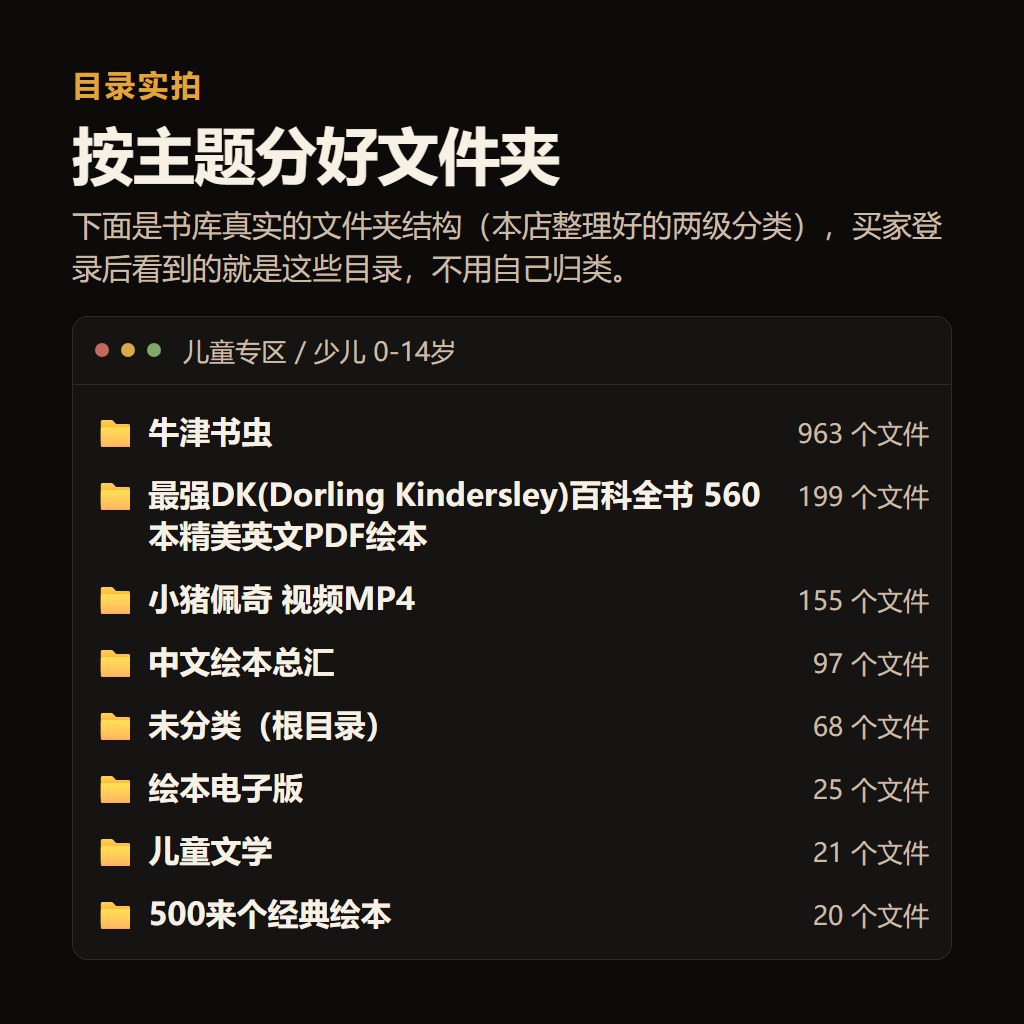 目录实拍
按主题分好文件夹
下面是书库真实的文件夹结构（本店整理好的两级分类），买家登
录后看到的就是这些目录，不用自己归类。
儿童专区 / 少儿 0-14岁
牛津书虫 963 个文件
最强DK(Dorling Kindersley)百科全书 560 199 个文件
本精美英文PDF绘本
小猪佩奇 视频MP4 155 个文件
中文绘本总汇 97 个文件
未分类（根目录） 68 个文件
绘本电子版 25 个文件
儿童文学 21 个文件
500来个经典绘本 20 个文件